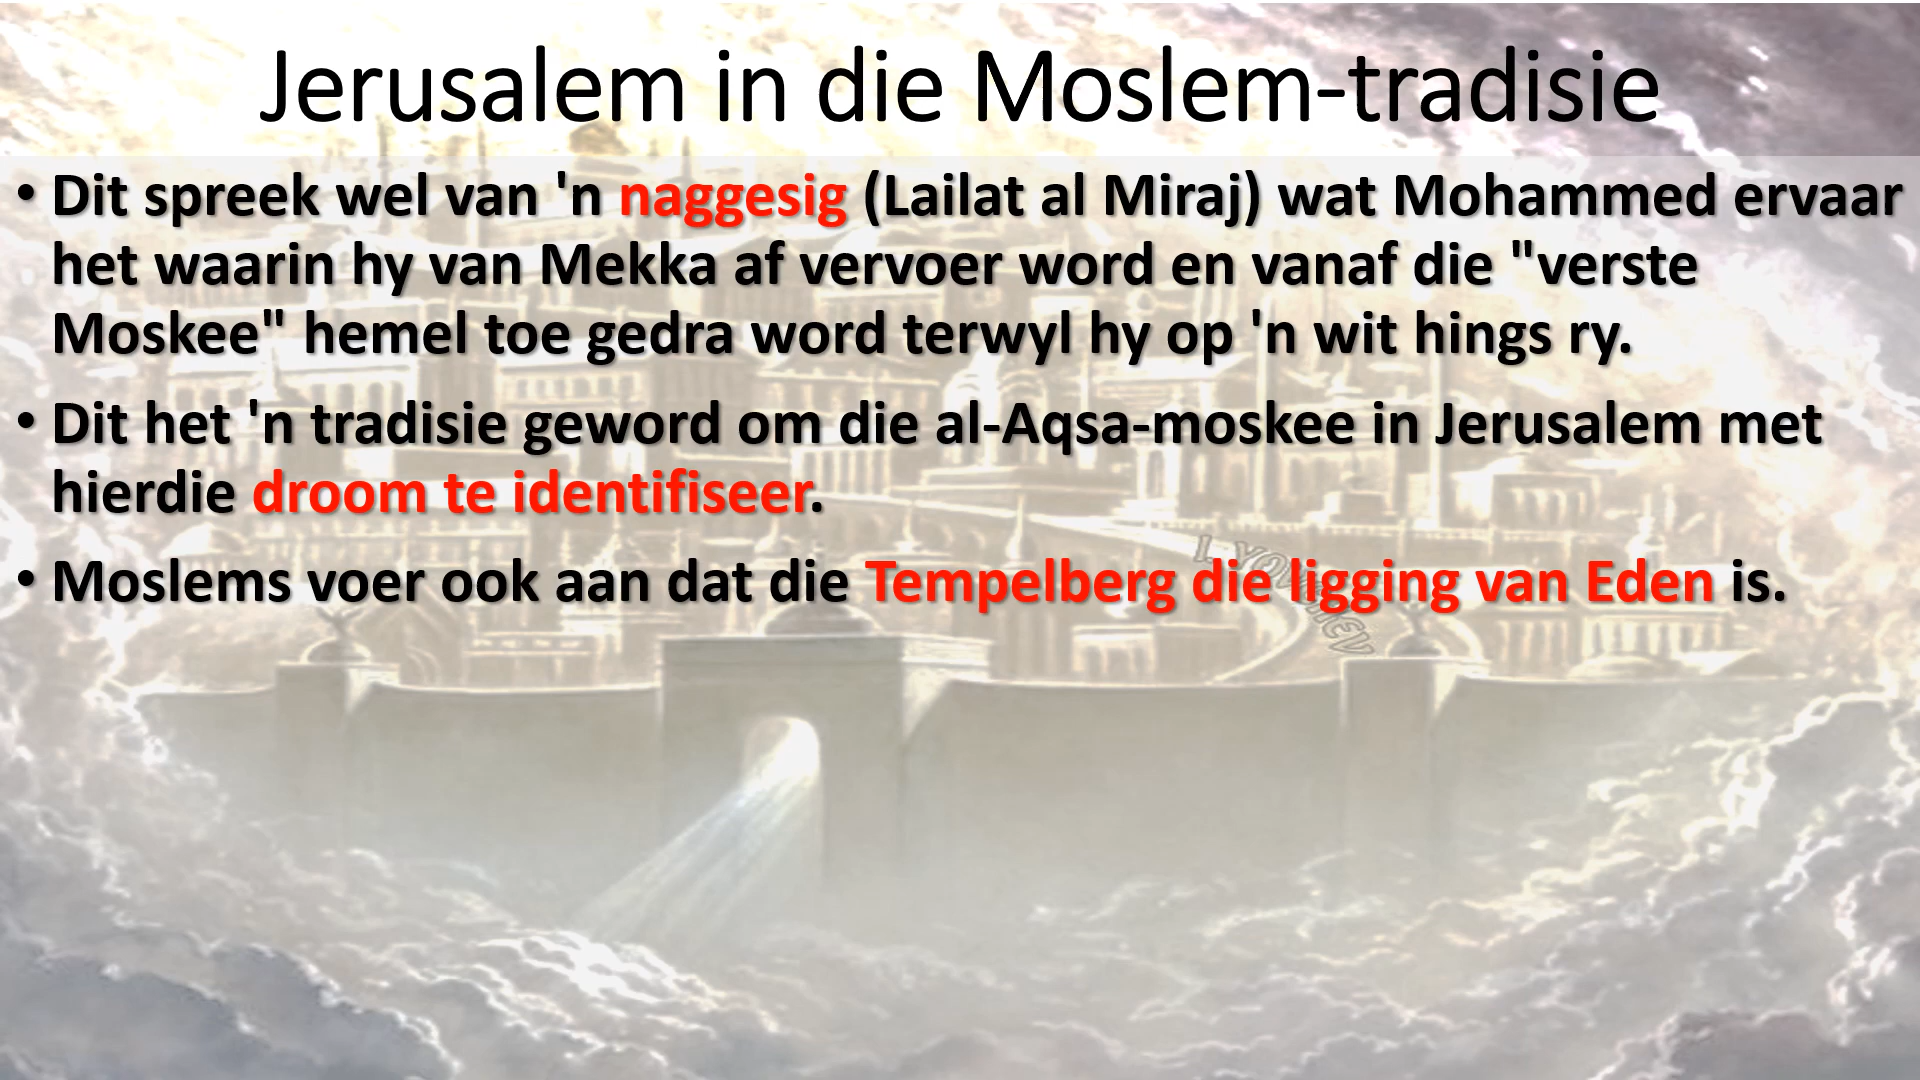 Jerusalem in die Moslem-tradisie
• Dit spreek wel van 'n naggesig (Lailat al Miraj) wat Mohammed ervaar
het waarin hy van Mekka af vervoer word en vanaf die "verste
Moskee" hemel toe gedra word terwyl hy op 'n wit hings ry.
• Dit het 'n tradisie geword om die al-Aqsa-moskee in Jerusalem met
hierdie droom te identifiseer.
• Moslems voer ook aan dat die Tempelberg die ligging van Eden is.